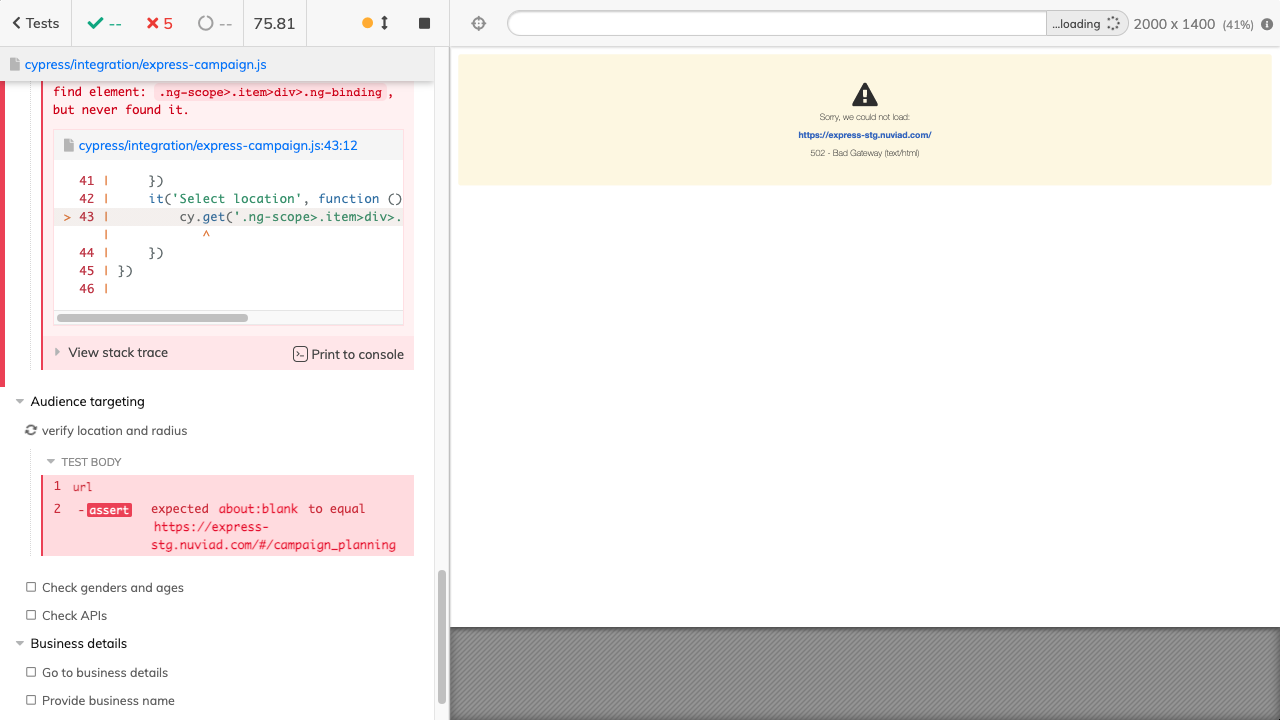 Tests
--
5
--
75.81
...loading
2000 x 1400 (41%)
cypress/integration/express-campaign.js
find element: .ng-scope>.item>div>.ng-binding,
but never found it.
cypress/integration/express-campaign.js:43:12
41 | })
42 | it('Select location', function ()
> 43 | cy.get('.ng-scope>.item>div>.
| ^
44 | })
45 | })
46 |
View stack trace
Print to console
Audience targeting
verify location and radius
TEST BODY
1 url
2 -assert expected about:blank to equal
https://express-
stg.nuviad.com/#/campaign_planning
Check genders and ages
Check APIs
Business details
Go to business details
Provide business name
Sorry, we could not load:
https://express-stg.nuviad.com/
502 - Bad Gateway (text/html)